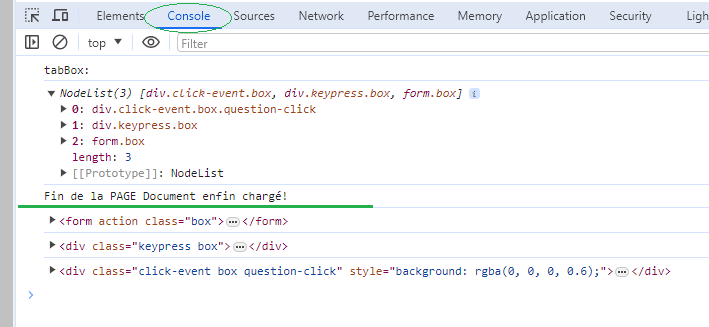 Elements Console Sources Network Performance Memory Application Security Ligh
top ▼ Filter
tabBox:
▼ NodeList(3) [div.click-event.box, div.keypress.box, form.box] i
▶ 0: div.click-event.box.question-click
▶ 1: div.keypress.box
▶ 2: form.box
length: 3
▶ [[Prototype]]: NodeList
Fin de la PAGE Document enfin chargé!
▶ <form action class="box"> ⋯ </form>
▶ <div class="keypress box"> ⋯ </div>
▶ <div class="click-event box question-click" style="background: rgba(0, 0, 0, 0.6);"> ⋯ </div>
>